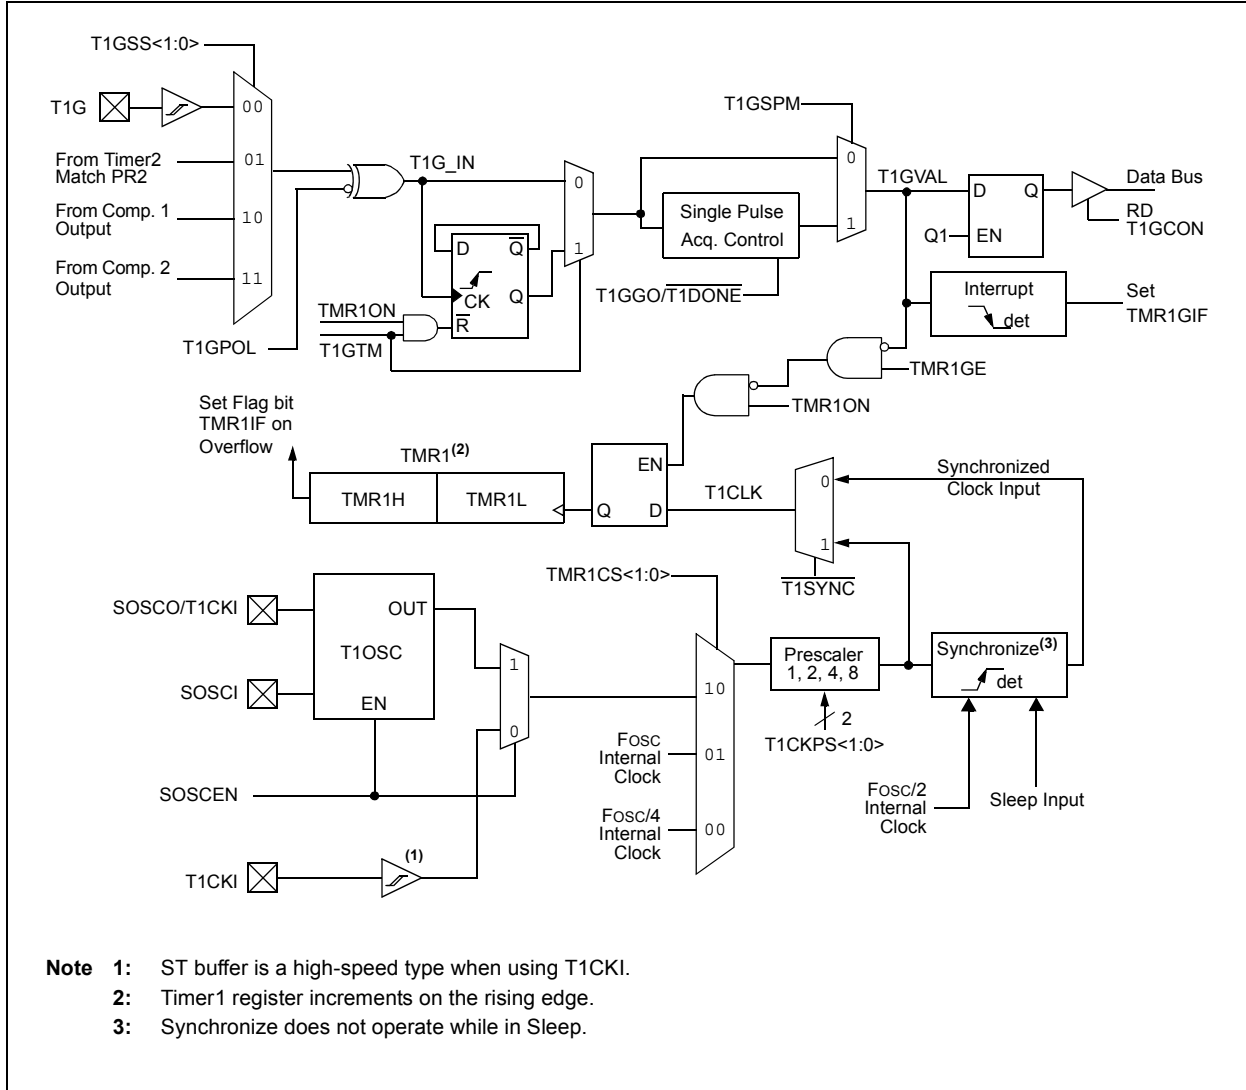 T1GSS<1:0>
T1G
00
From Timer2
Match PR2
01
From Comp. 1
Output
10
From Comp. 2
Output
11
T1GPOL
T1G_IN
0
1
D
Q
CK
Q
R
TMR1ON
T1GTM
T1GSPM
0
1
Single Pulse
Acq. Control
T1GGO/T1DONE
T1GVAL
D Q
Q1
EN
Data Bus
RD
T1GCON
Interrupt
det
Set
TMR1GIF
TMR1GE
TMR1ON
Set Flag bit
TMR1IF on
Overflow
TMR1(2)
TMR1H
TMR1L
EN
Q D
T1CLK
0
1
T1SYNC
Synchronized
Clock Input
TMR1CS<1:0>
SOSCO/T1CKI
OUT
T1OSC
SOSCI
EN
1
0
SOSCEN
T1CKI
(1)
10
FOSC
Internal
Clock
01
FOSC/4
Internal
Clock
00
Prescaler
1, 2, 4, 8
2
T1CKPS<1:0>
Synchronize(3)
det
FOSC/2
Internal
Clock
Sleep Input
Note 1: ST buffer is a high-speed type when using T1CKI.
2: Timer1 register increments on the rising edge.
3: Synchronize does not operate while in Sleep.